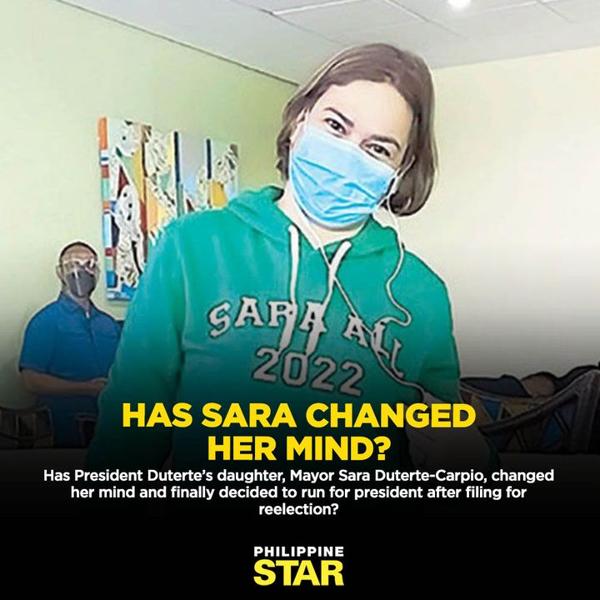 SARA ALL
2022
HAS SARA CHANGED
HER MIND?
Has President Duterte's daughter, Mayor Sara Duterte-Carpio, changed
her mind and finally decided to run for president after filing for
reelection?
PHILIPPINE
STAR